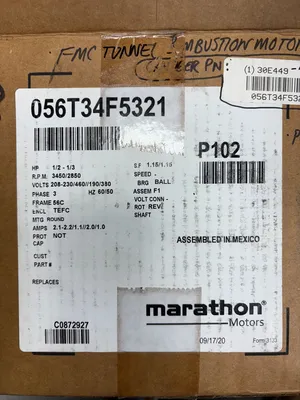 FMC TUNNEL COMBUSTION MOTOR
(1) 30E449-
056T34F5321
056T34F5321
P102
HP 1/2 - 1/3
R.P.M. 3450/2850
VOLTS 208-230/460//190/380
PHASE 3 HZ 60/50
FRAME 56C
ENCL TEFC
MTG ROUND
AMPS 2.1-2.2/1.1//2.0/1.0
PROT NOT
CAP
CUST
PART#
REPLACES
S.F 1.15/1.15
SPEED -
BRG BALL
ASSEM F1
VOLT CONN -
ROT REV
SHAFT
ASSEMBLED IN MEXICO
C0872927
marathon
Motors
09/17/20
Form 3123